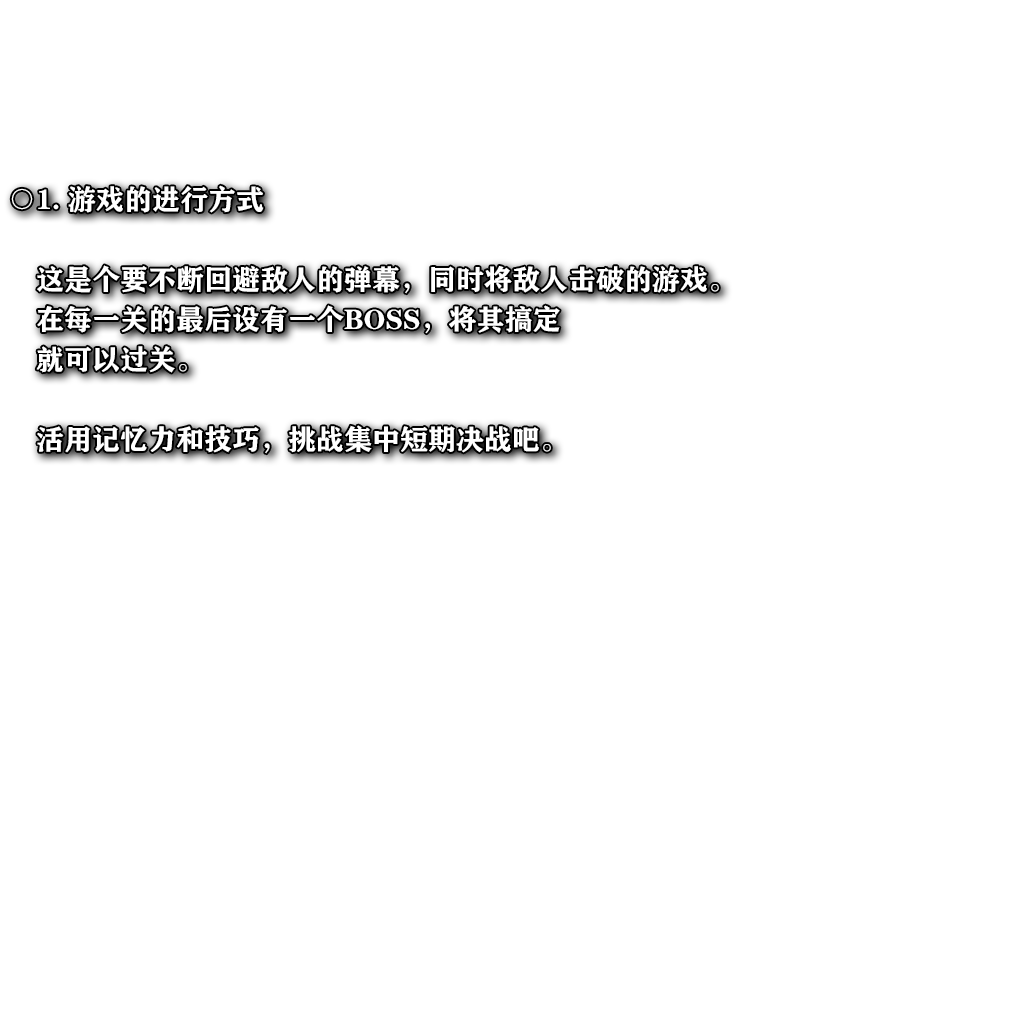 ◎1. 游戏的进行方式
这是个要不断回避敌人的弹幕，同时将敌人击破的游戏。
在每一关的最后设有一个BOSS，将其搞定
就可以过关。
活用记忆力和技巧，挑战集中短期决战吧。